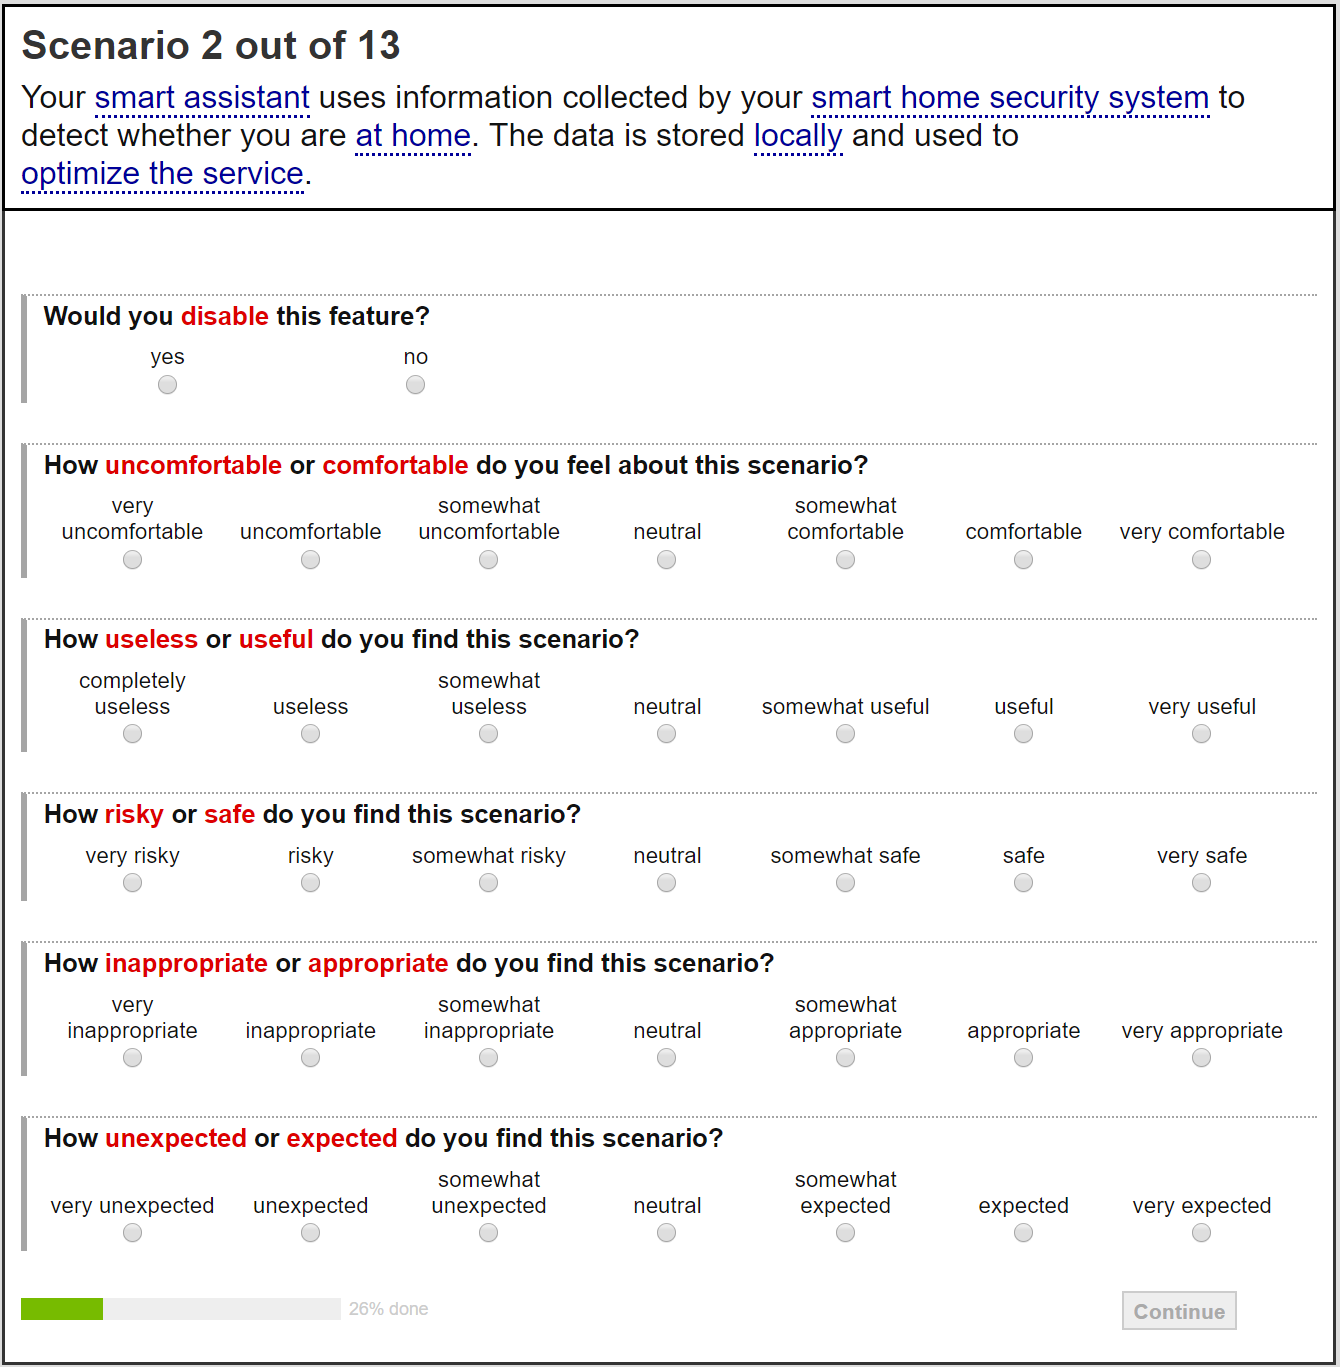 Scenario 2 out of 13
Your smart assistant uses information collected by your smart home security system to
detect whether you are at home. The data is stored locally and used to
optimize the service.
Would you disable this feature?
yes no
How uncomfortable or comfortable do you feel about this scenario?
very somewhat somewhat
uncomfortable uncomfortable uncomfortable neutral comfortable comfortable very comfortable
How useless or useful do you find this scenario?
completely somewhat
useless useless useless neutral somewhat useful useful very useful
How risky or safe do you find this scenario?
very risky risky somewhat risky neutral somewhat safe safe very safe
How inappropriate or appropriate do you find this scenario?
very somewhat somewhat
inappropriate inappropriate inappropriate neutral appropriate appropriate very appropriate
How unexpected or expected do you find this scenario?
somewhat somewhat
very unexpected unexpected unexpected neutral expected expected very expected
26% done Continue